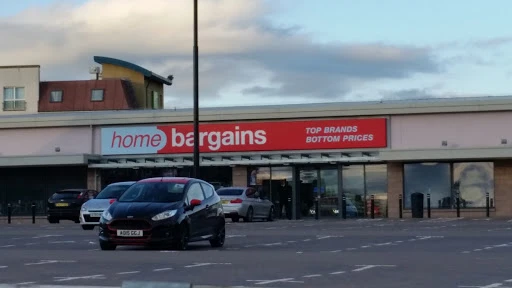 home bargains
TOP BRANDS
BOTTOM PRICES